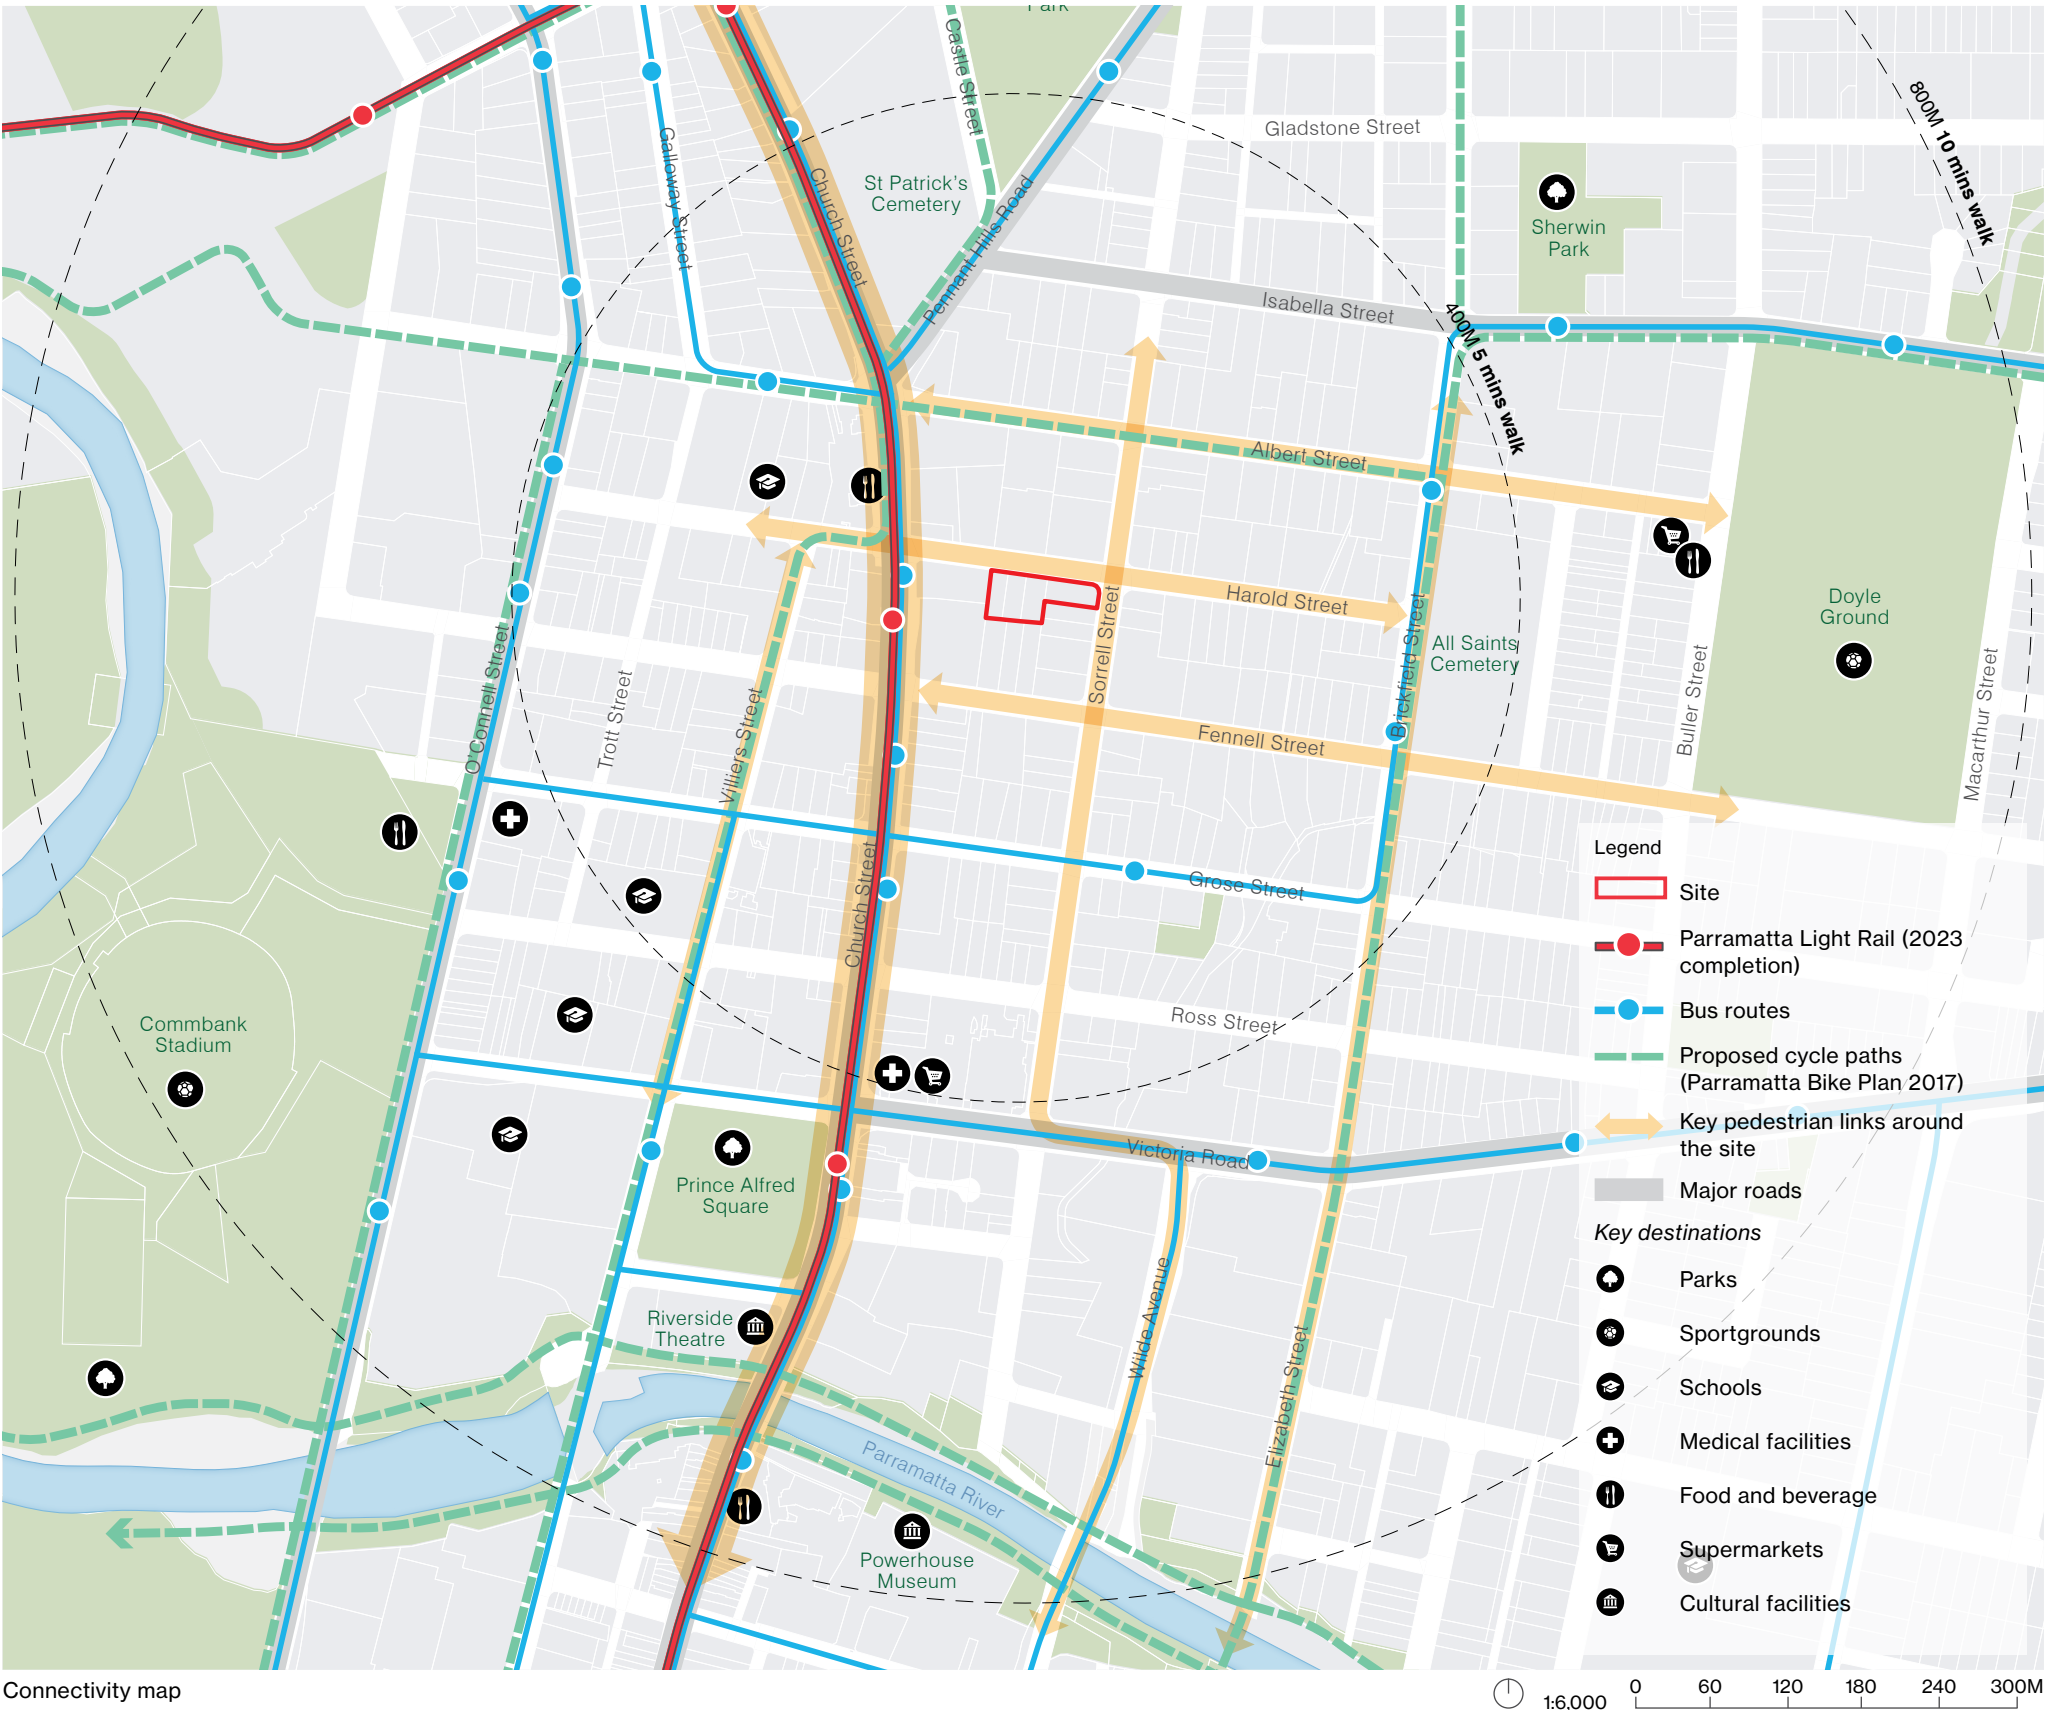 Park
Castle Street
800M 10 mins walk
Gladstone Street
Galloway Street
Church Street
St Patrick's
Cemetery
Pennant Hills Road
Sherwin
Park
Isabella Street
400M 5 mins walk
Albert Street
Harold Street
Doyle
Ground
Sorrell Street
Brickfield Street
All Saints
Cemetery
O'Connell Street
Trott Street
Villiers Street
Buller Street
Macarthur Street
Fennell Street
Church Street
Grose Street
Commbank
Stadium
Ross Street
Victoria Road
Prince Alfred
Square
Wilde Avenue
Riverside
Theatre
Elizabeth Street
Parramatta River
Powerhouse
Museum
Legend
Site
Parramatta Light Rail (2023
completion)
Bus routes
Proposed cycle paths
(Parramatta Bike Plan 2017)
Key pedestrian links around
the site
Major roads
Key destinations
Parks
Sportgrounds
Schools
Medical facilities
Food and beverage
Supermarkets
Cultural facilities
Connectivity map
1:6,000
0 60 120 180 240 300M